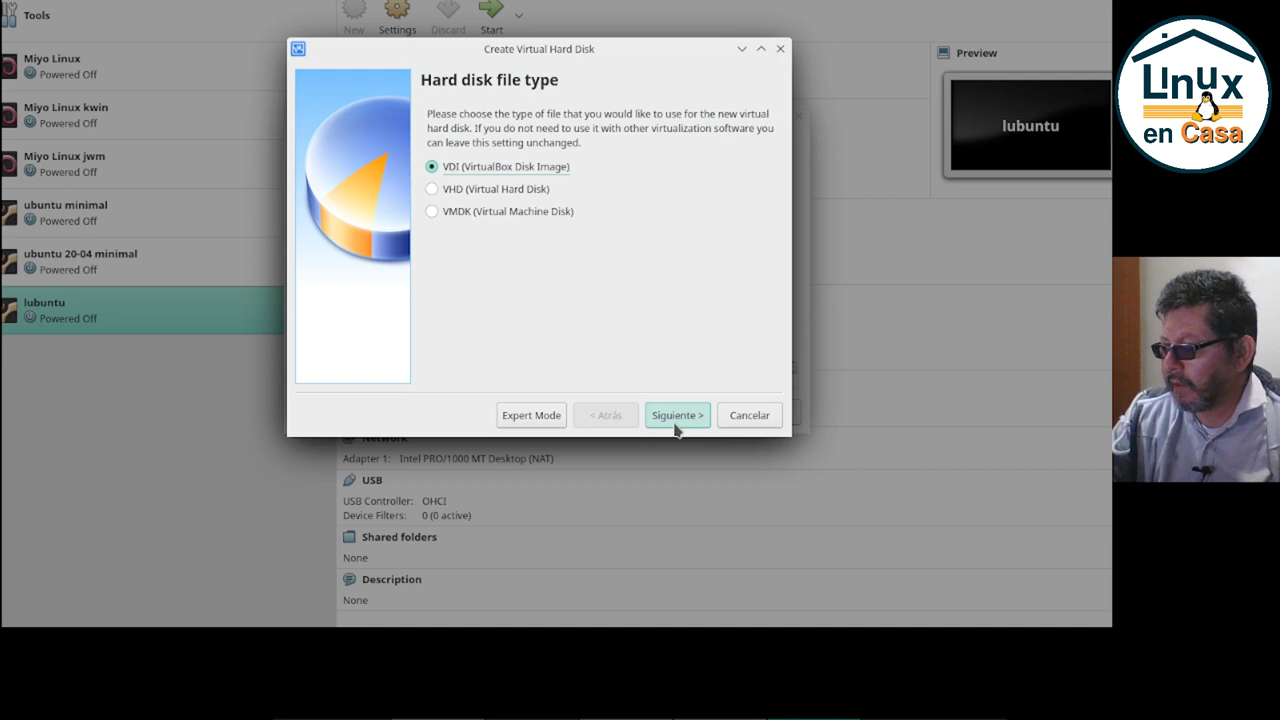 Tools
New
Settings
Discard
Start
Miyo Linux
Powered Off
Miyo Linux kwin
Powered Off
Miyo Linux jwm
Powered Off
ubuntu minimal
Powered Off
ubuntu 20-04 minimal
Powered Off
lubuntu
Powered Off
Create Virtual Hard Disk
Hard disk file type
Please choose the type of file that you would like to use for the new virtual
hard disk. If you do not need to use it with other virtualization software you
can leave this setting unchanged.
VDI (VirtualBox Disk Image)
VHD (Virtual Hard Disk)
VMDK (Virtual Machine Disk)
Expert Mode
< Atrás
Siguiente >
Cancelar
Network
Adapter 1: Intel PRO/1000 MT Desktop (NAT)
USB
USB Controller: OHCI
Device Filters: 0 (0 active)
Shared folders
None
Description
None
Preview
lubuntu
Linux
en Casa